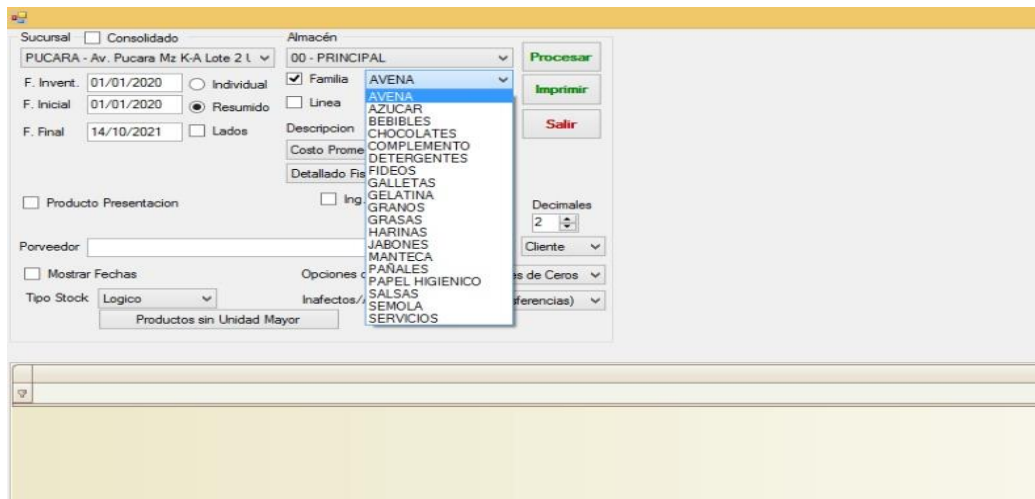 Sucursal Consolidado Almacén
PUCARA - Av. Pucara Mz K-A Lote 2 L 00 - PRINCIPAL Procesar
F. Invent. 01/01/2020 Individual Familia AVENA Imprimir
F. Inicial 01/01/2020 Resumido Linea
F. Final 14/10/2021 Lados Descripcion Salir
Costo Prome
Detallado Fis
AVENA
AZUCAR
BEBIBLES
CHOCOLATES
COMPLEMENTO
DETERGENTES
FIDEOS
GALLETAS
GELATINA
GRANOS
GRASAS
HARINAS
JABONES
MANTECA
PAÑALES
PAPEL HIGIENICO
SALSAS
SEMOLA
SERVICIOS
Producto Presentacion Ing. Decimales
2
Porveedor Cliente
Mostrar Fechas Opciones s de Ceros
Tipo Stock Logico Inafectos/ sferencias)
Productos sin Unidad Mayor